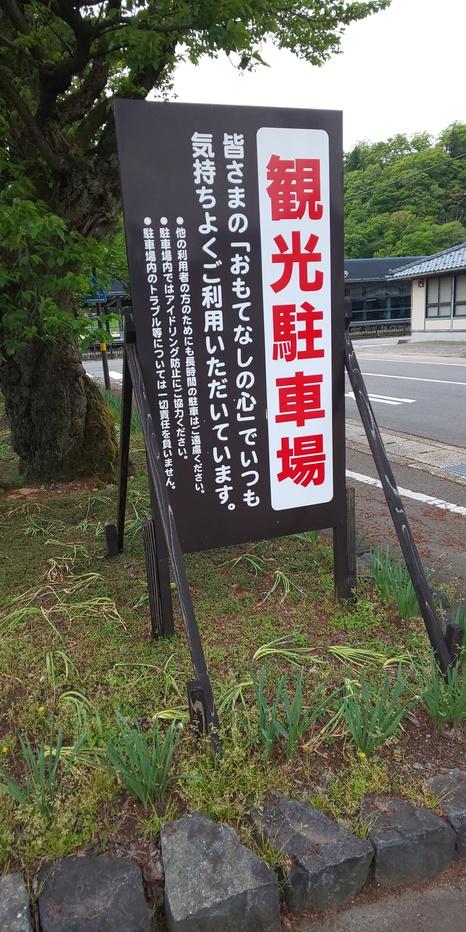 観光駐車場
皆さまの「おもてなしの心」でいつも
気持ちよくご利用いただいています。
●他の利用者の方のためにも長時間の駐車はご遠慮ください。
●駐車場内ではアイドリング防止にご協力ください。
●駐車場内のトラブル等については一切責任を負いません。